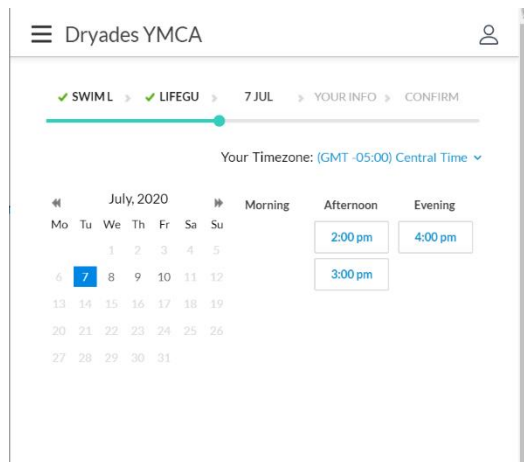 Dryades YMCA
SWIM L LIFEGU 7 JUL YOUR INFO CONFIRM
Your Timezone: (GMT -05:00) Central Time
July, 2020
Mo Tu We Th Fr Sa Su
1 2 3 4 5
6 7 8 9 10 11 12
13 14 15 16 17 18 19
20 21 22 23 24 25 26
27 28 29 30 31
Morning Afternoon Evening
2:00 pm 4:00 pm
3:00 pm